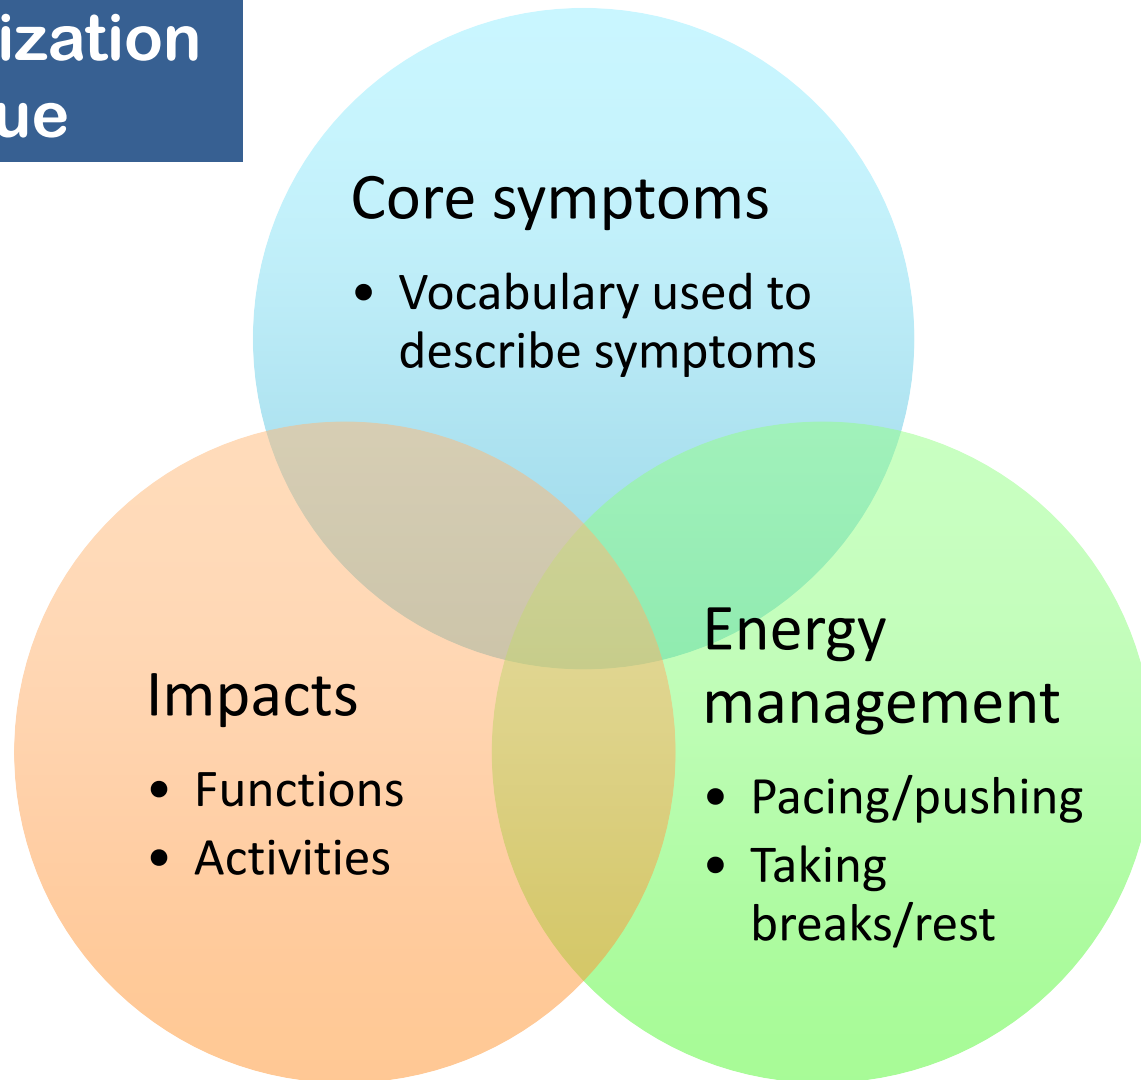 ization
ue
Core symptoms
• Vocabulary used to
describe symptoms
Impacts
• Functions
• Activities
Energy
management
• Pacing/pushing
• Taking
breaks/rest